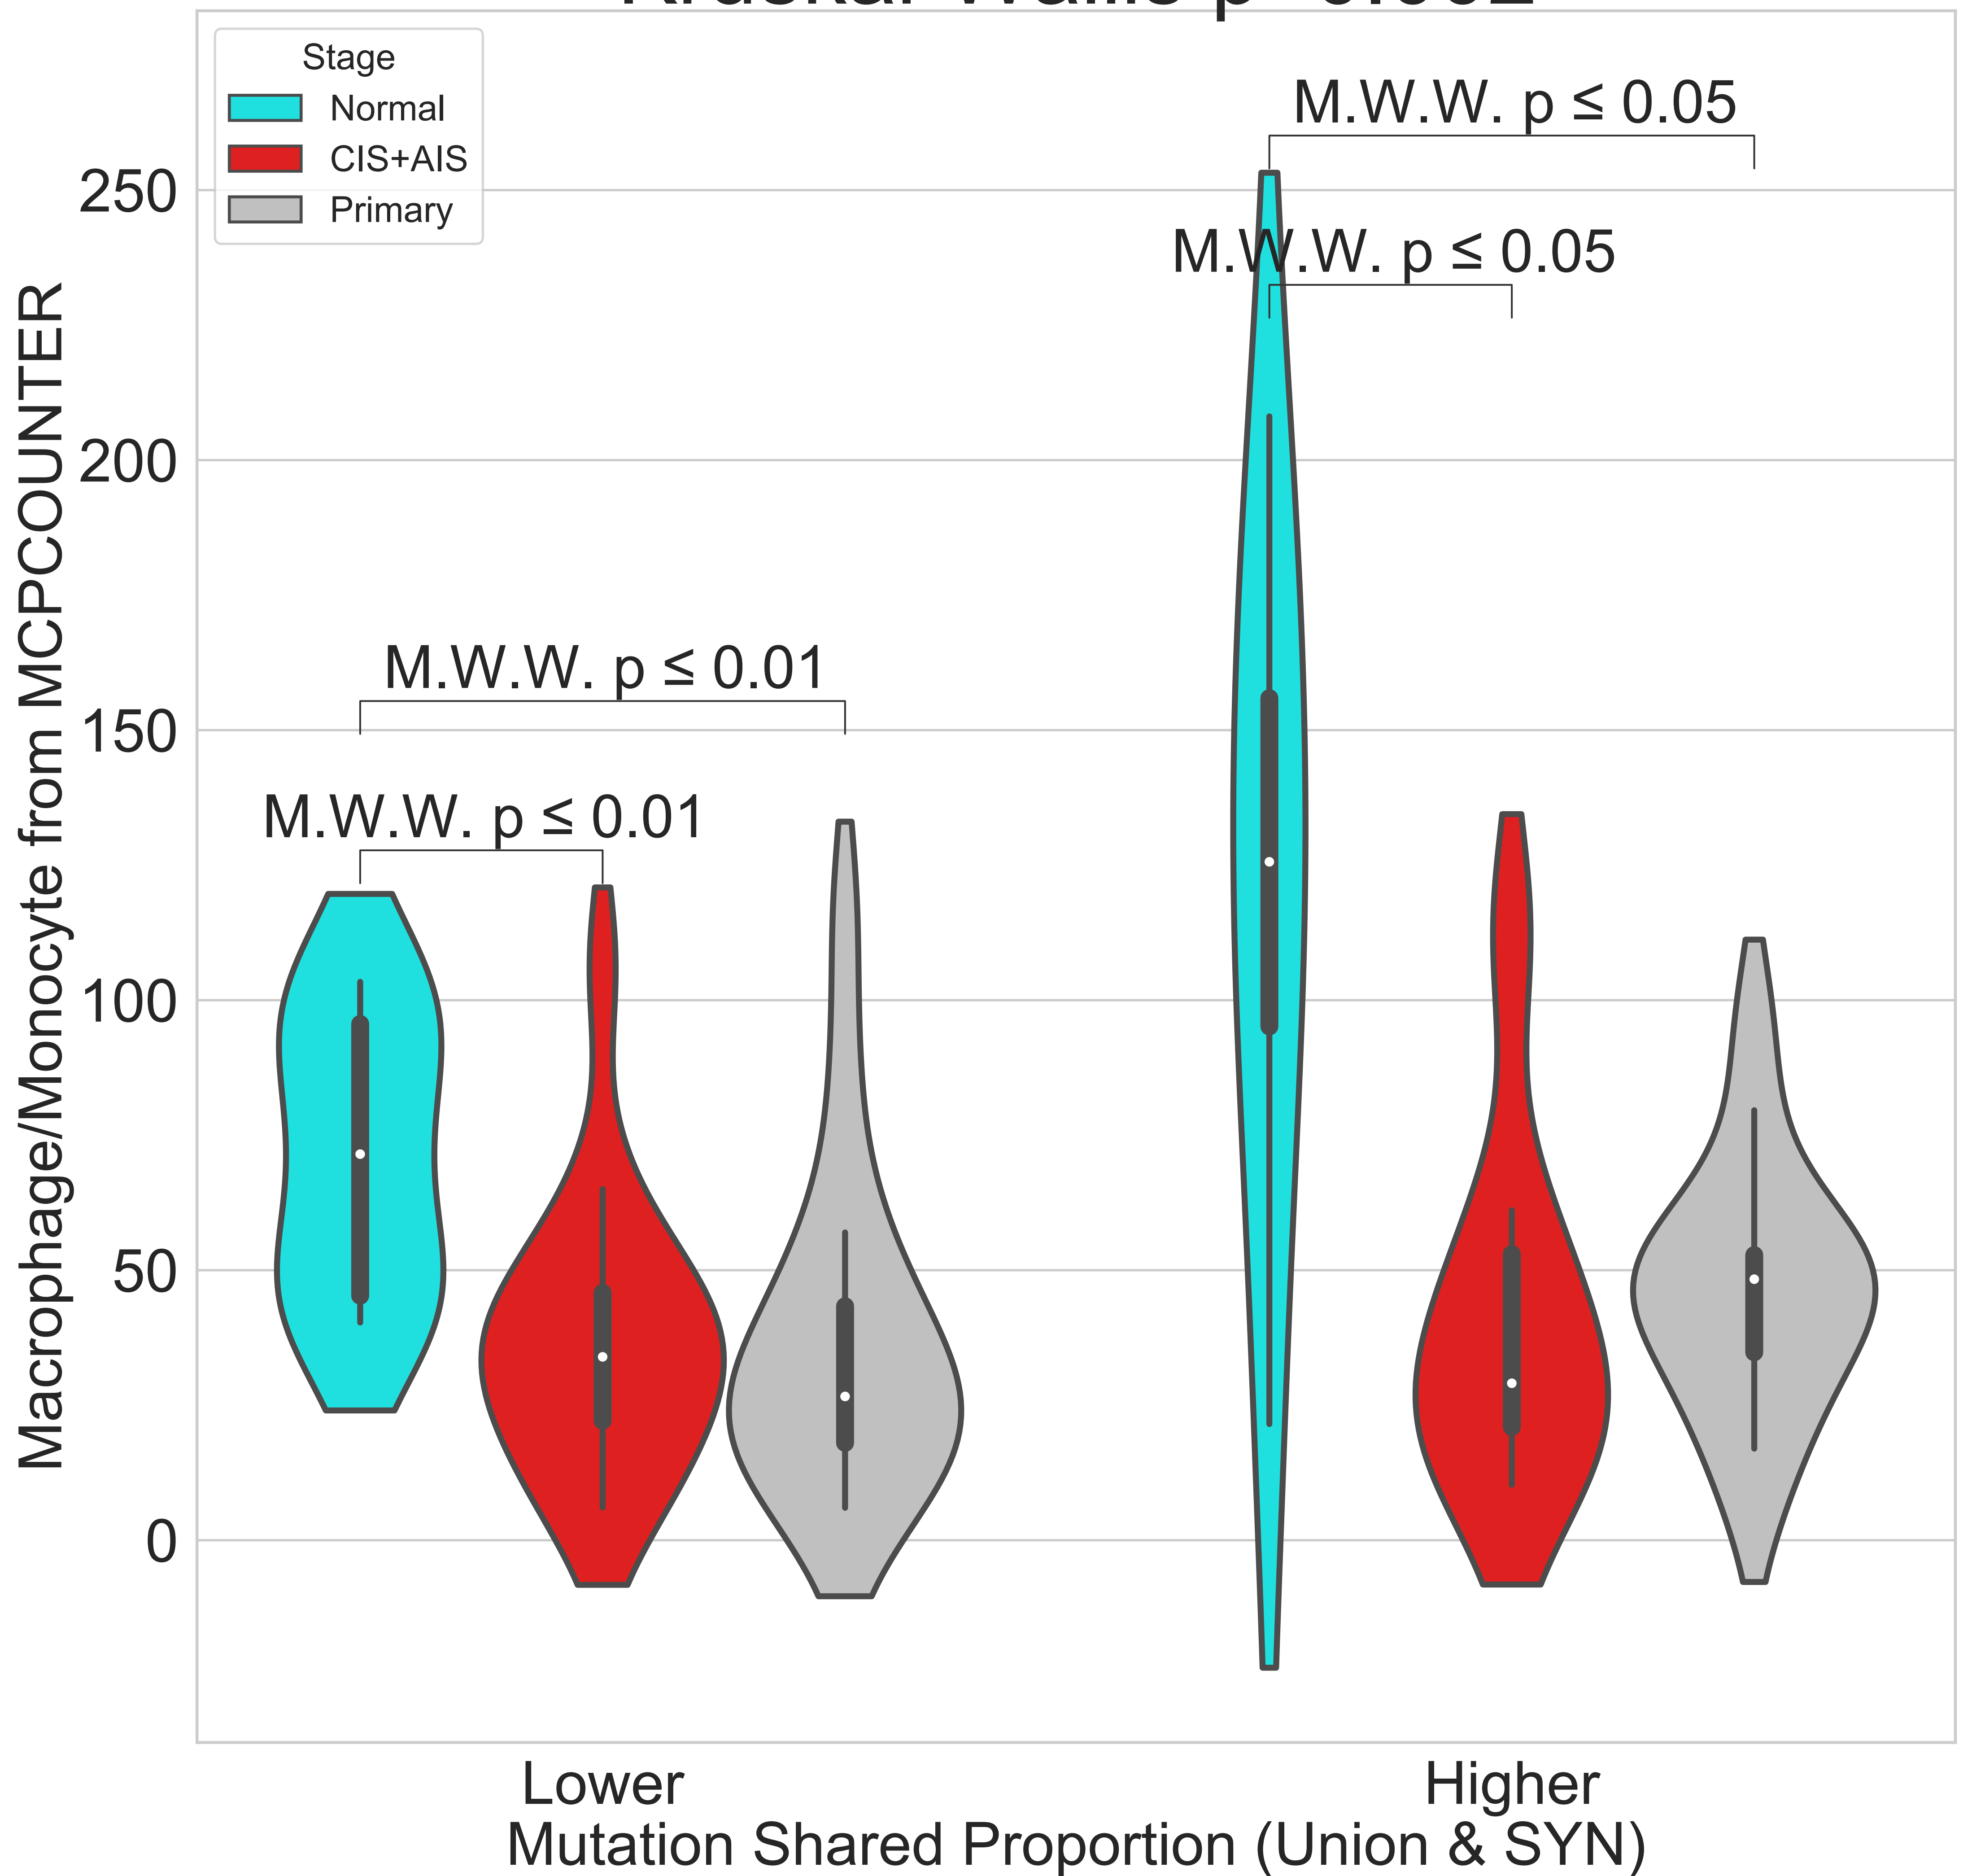 Stage
Normal
CIS+AIS
Primary
M.W.W. p ≤ 0.05
M.W.W. p ≤ 0.05
M.W.W. p ≤ 0.01
M.W.W. p ≤ 0.01
Macrophage/Monocyte from MCPCOUNTER
250
200
150
100
50
0
Lower
Higher
Mutation Shared Proportion (Union & SYN)